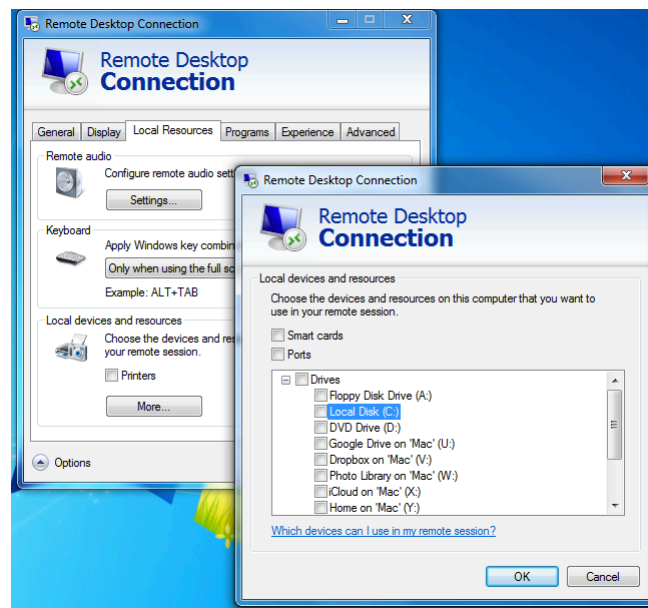 Remote Desktop Connection
Remote Desktop
Connection
General Display Local Resources Programs Experience Advanced
Remote audio
Configure remote audio sett
Settings...
Keyboard
Apply Windows key combin
Only when using the full sc
Example: ALT+TAB
Local devices and resources
Choose the devices and res
your remote session.
Printers
More...
Options
Remote Desktop Connection
Remote Desktop
Connection
Local devices and resources
Choose the devices and resources on this computer that you want to
use in your remote session.
Smart cards
Ports
Drives
Floppy Disk Drive (A:)
Local Disk (C:)
DVD Drive (D:)
Google Drive on 'Mac' (U:)
Dropbox on 'Mac' (V:)
Photo Library on 'Mac' (W:)
iCloud on 'Mac' (X:)
Home on 'Mac' (Y:)
Which devices can I use in my remote session?
OK Cancel